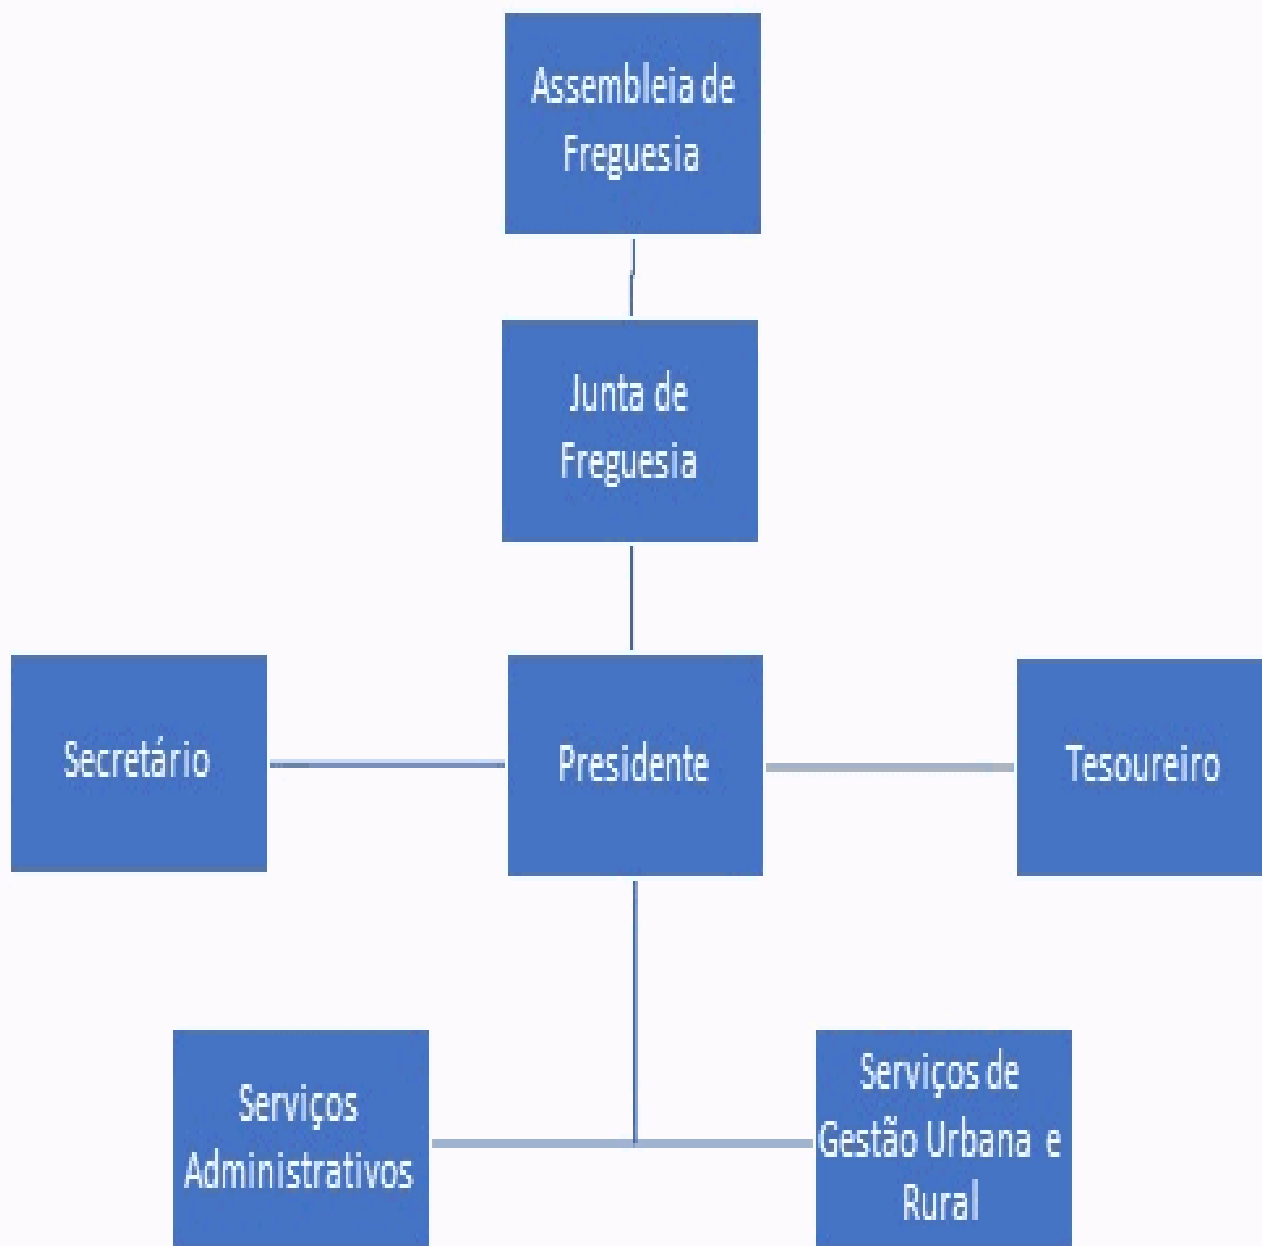 Assembleia de
Freguesia
Junta de
Freguesia
Secretário
Presidente
Tesoureiro
Serviços
Administrativos
Serviços de
Gestão Urbana e
Rural